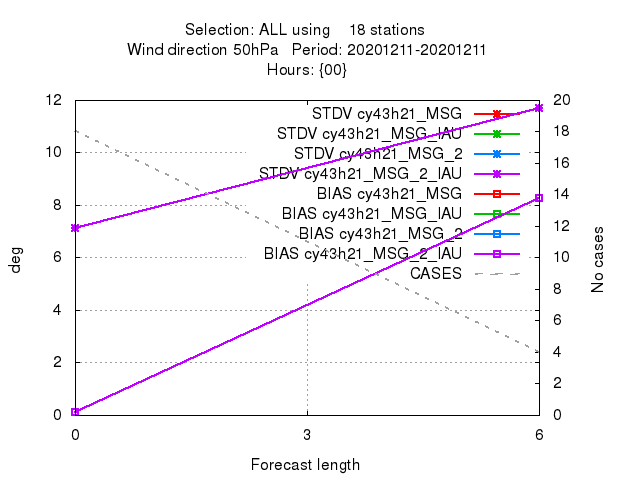 Selection: ALL using 18 stations
Wind direction 50hPa Period: 20201211-20201211
Hours: {00}
12 20
STDV cy43h21_MSG
STDV cy43h21_MSG_IAU
STDV cy43h21_MSG_2
STDV cy43h21_MSG_2_IAU
BIAS cy43h21_MSG
BIAS cy43h21_MSG_IAU
BIAS cy43h21_MSG_2
BIAS cy43h21_MSG_2_IAU
CASES
10
8
6
4
2
0
18
16
14
12
10
8
6
4
2
0
deg
No cases
0 3 6
Forecast length